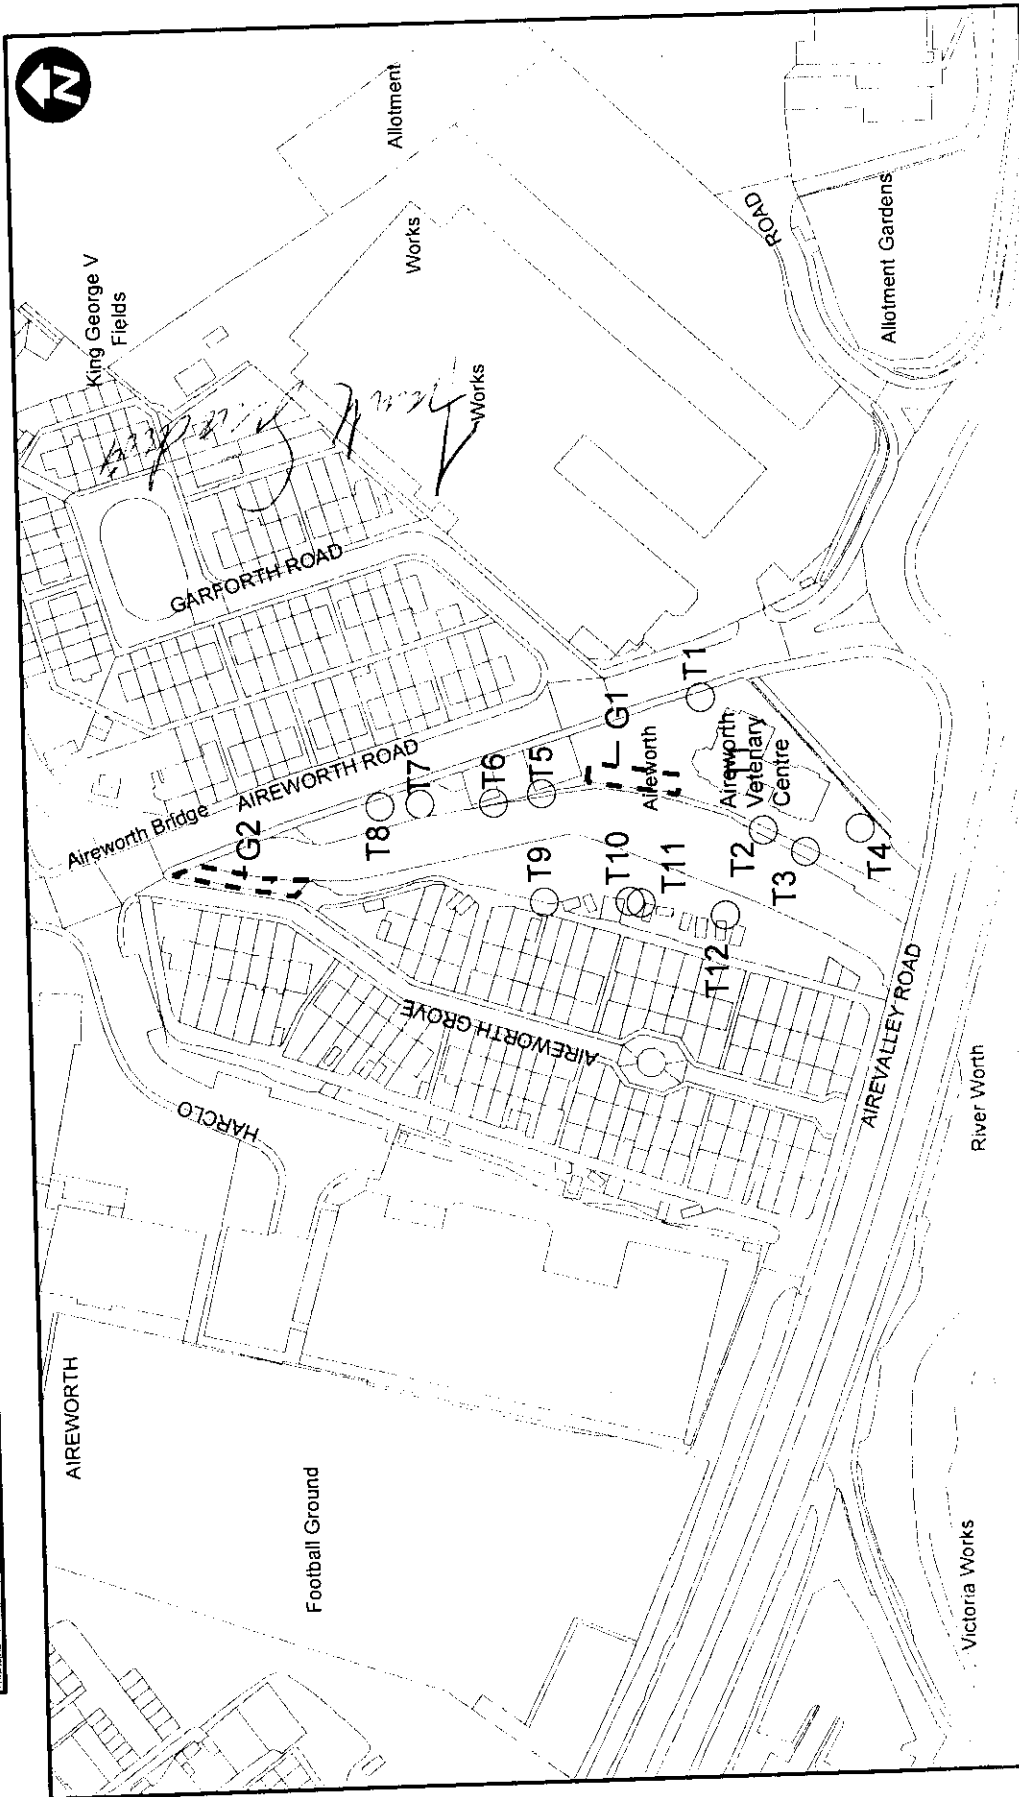 N
AIREWORTH
Football Ground
Victoria Works
HARCLO
AIREWORTH GROVE
AIREVALLEY ROAD
River Worth
Aireworth Bridge
AIREWORTH ROAD
G2
T8
T7
T6
T5
T9
T10
T11
T12
T2
T3
T4
G1
T1
Aireworth
Aireworth
Veterinary
Centre
GARFORTH ROAD
King George V
Fields
Works
Works
Allotment
ROAD
Allotment Gardens